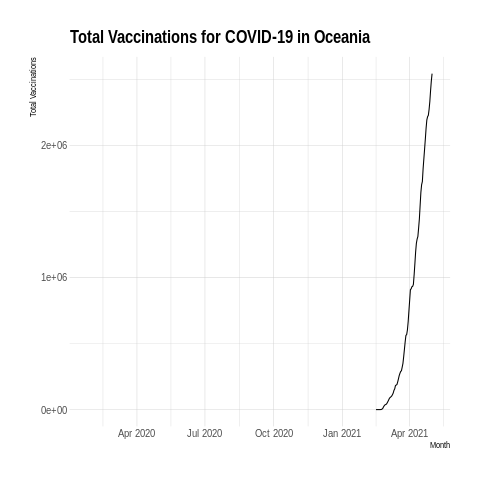 Total Vaccinations for COVID-19 in Oceania
Total Vaccinations
2e+06
1e+06
0e+00
Apr 2020 Jul 2020 Oct 2020 Jan 2021 Apr 2021
Month